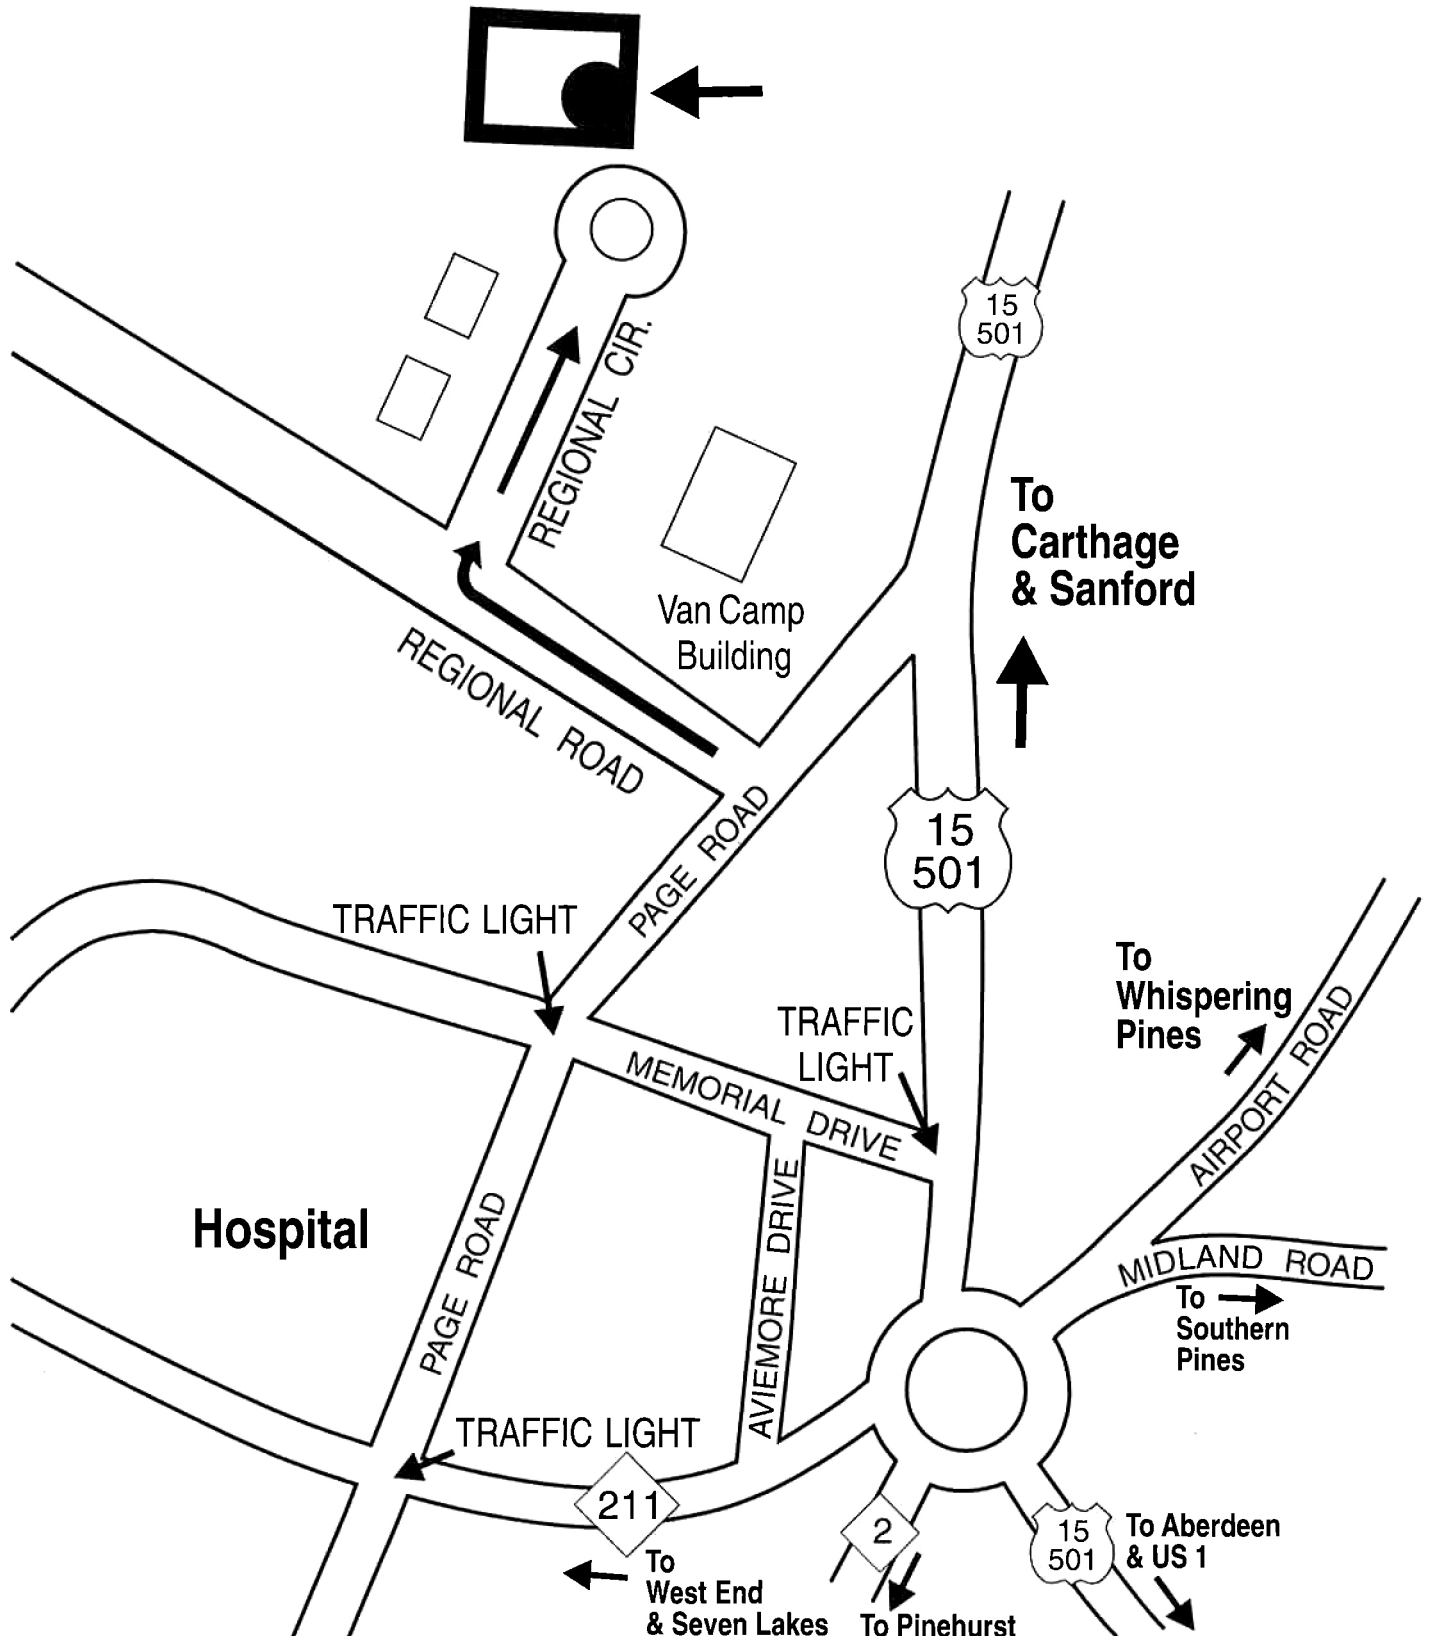 15
501
REGIONAL CIR.
To
Carthage
& Sanford
Van Camp
Building
REGIONAL ROAD
PAGE ROAD
15
501
TRAFFIC LIGHT
To
Whispering
Pines
TRAFFIC
LIGHT
AIRPORT ROAD
MEMORIAL DRIVE
Hospital
PAGE ROAD
AVIEMORE DRIVE
MIDLAND ROAD
To
Southern
Pines
TRAFFIC LIGHT
211
2
15
501
To Aberdeen
& US 1
To
West End
& Seven Lakes
To Pinehurst